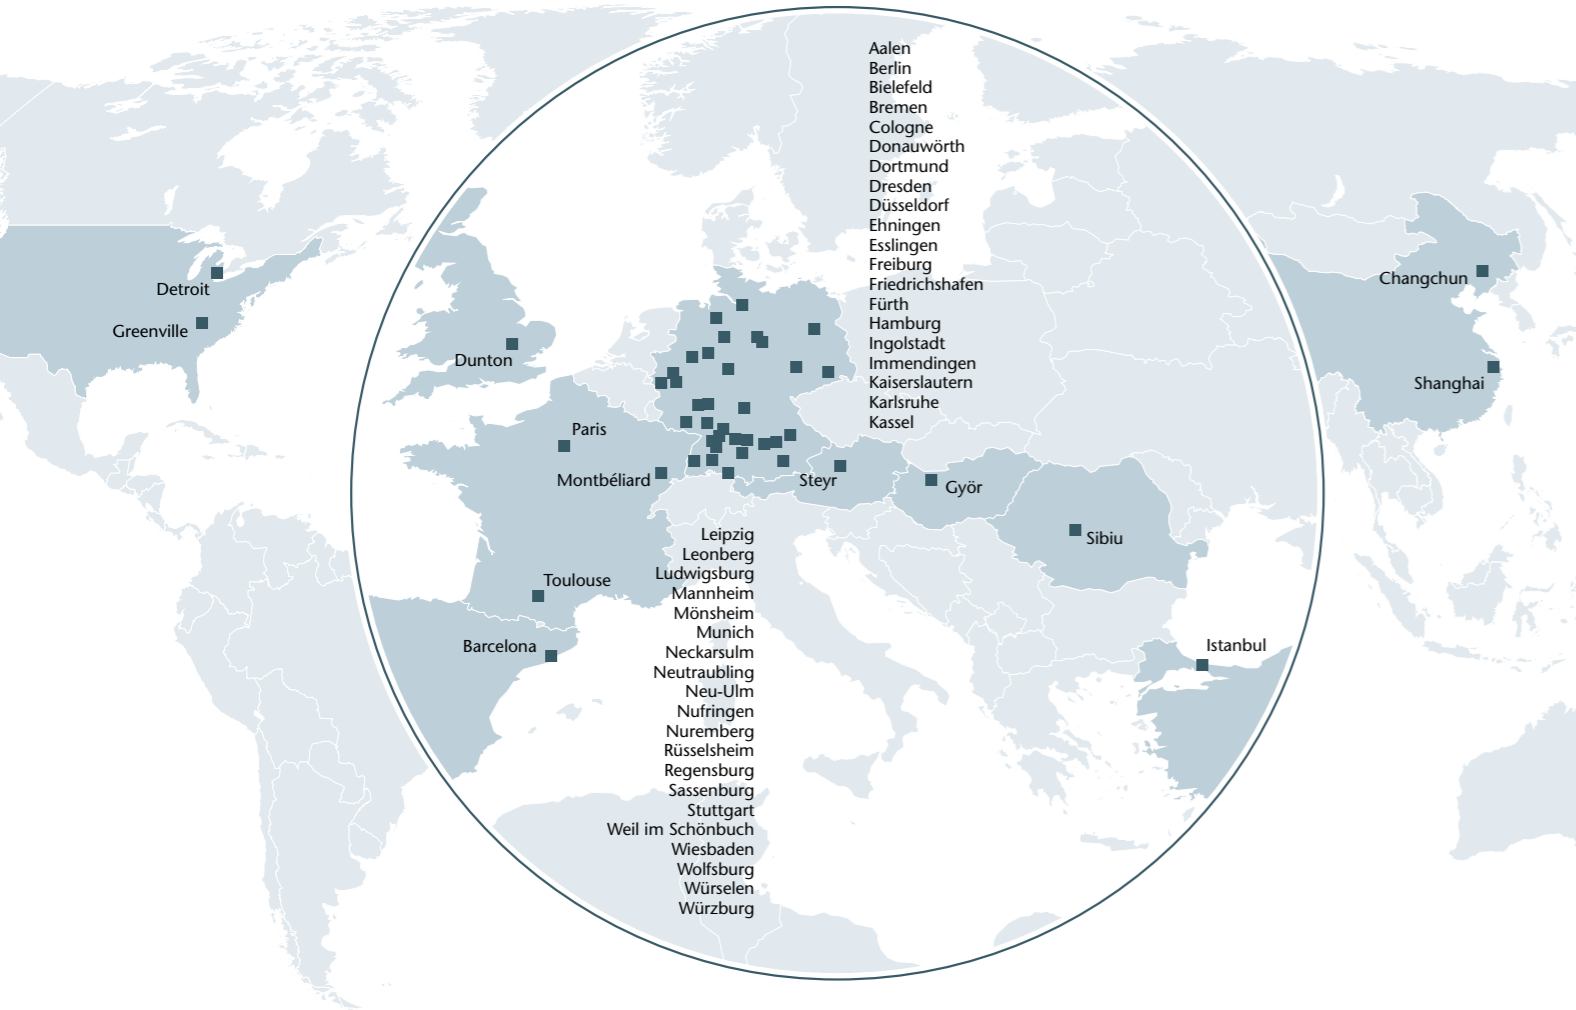 Aalen
Berlin
Bielefeld
Bremen
Cologne
Donauwörth
Dortmund
Dresden
Düsseldorf
Ehningen
Esslingen
Freiburg
Friedrichshafen
Fürth
Hamburg
Ingolstadt
Immendingen
Kaiserslautern
Karlsruhe
Kassel
Detroit
Greenville
Dunton
Paris
Montbéliard
Toulouse
Barcelona
Steyr
Györ
Sibiu
Istanbul
Changchun
Shanghai
Leipzig
Leonberg
Ludwigsburg
Mannheim
Mönsheim
Munich
Neckarsulm
Neutraubling
Neu-Ulm
Nufringen
Nuremberg
Rüsselsheim
Regensburg
Sassenburg
Stuttgart
Weil im Schönbuch
Wiesbaden
Wolfsburg
Würselen
Würzburg